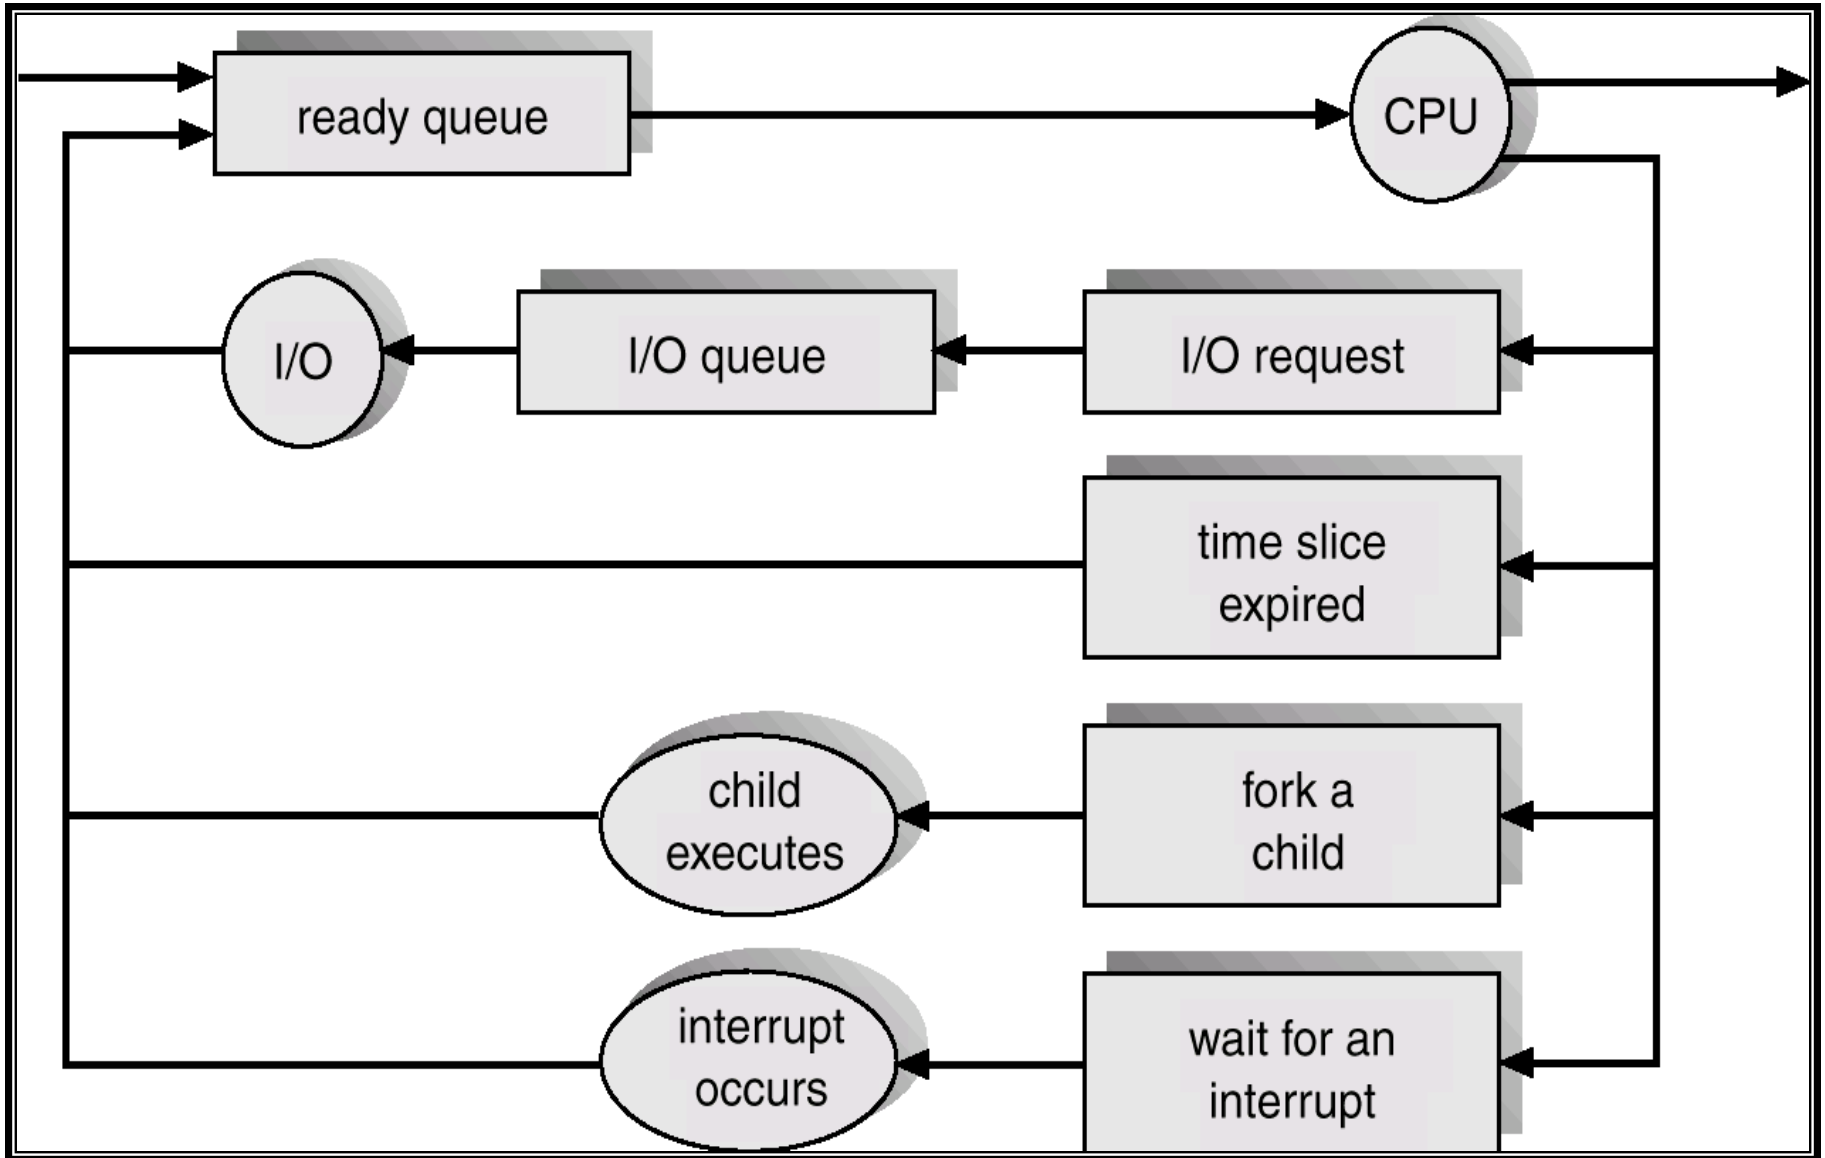 ready queue
CPU
I/O
I/O queue
I/O request
time slice
expired
child
executes
fork a
child
interrupt
occurs
wait for an
interrupt